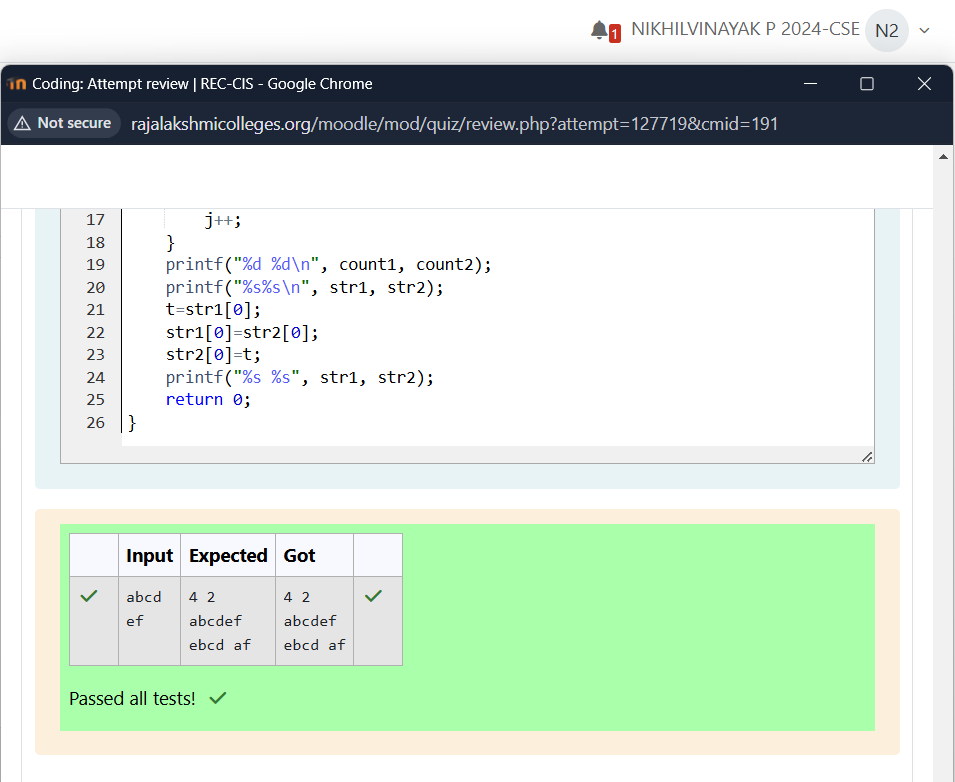 1 NIKHILVINAYAK P 2024-CSE N2
Coding: Attempt review | REC-CIS - Google Chrome
Not secure rajalakshmicolleges.org/moodle/mod/quiz/review.php?attempt=127719&cmid=191
17 j++;
18 }
19 printf("%d %d\n", count1, count2);
20 printf("%s%s\n", str1, str2);
21 t=str1[0];
22 str1[0]=str2[0];
23 str2[0]=t;
24 printf("%s %s", str1, str2);
25 return 0;
26 }
Input Expected Got
abcd 4 2 4 2
ef abcdef abcdef
ebcd af ebcd af
Passed all tests!